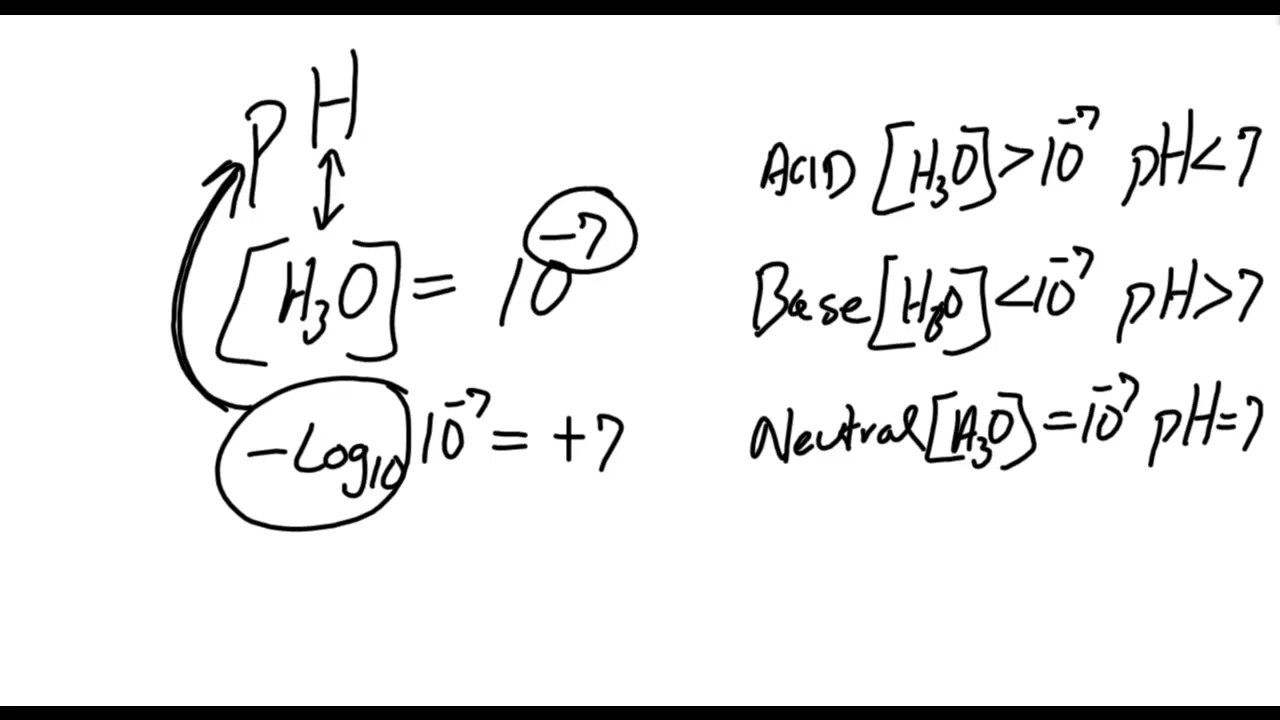 pH
[H₃O] = 10⁻⁷
-Log₁₀ 10⁻⁷ = +7
ACID [H₃O] > 10⁻⁷ pH < 7
Base [H₃O] < 10⁻⁷ pH > 7
Neutral [H₃O] = 10⁻⁷ pH = 7